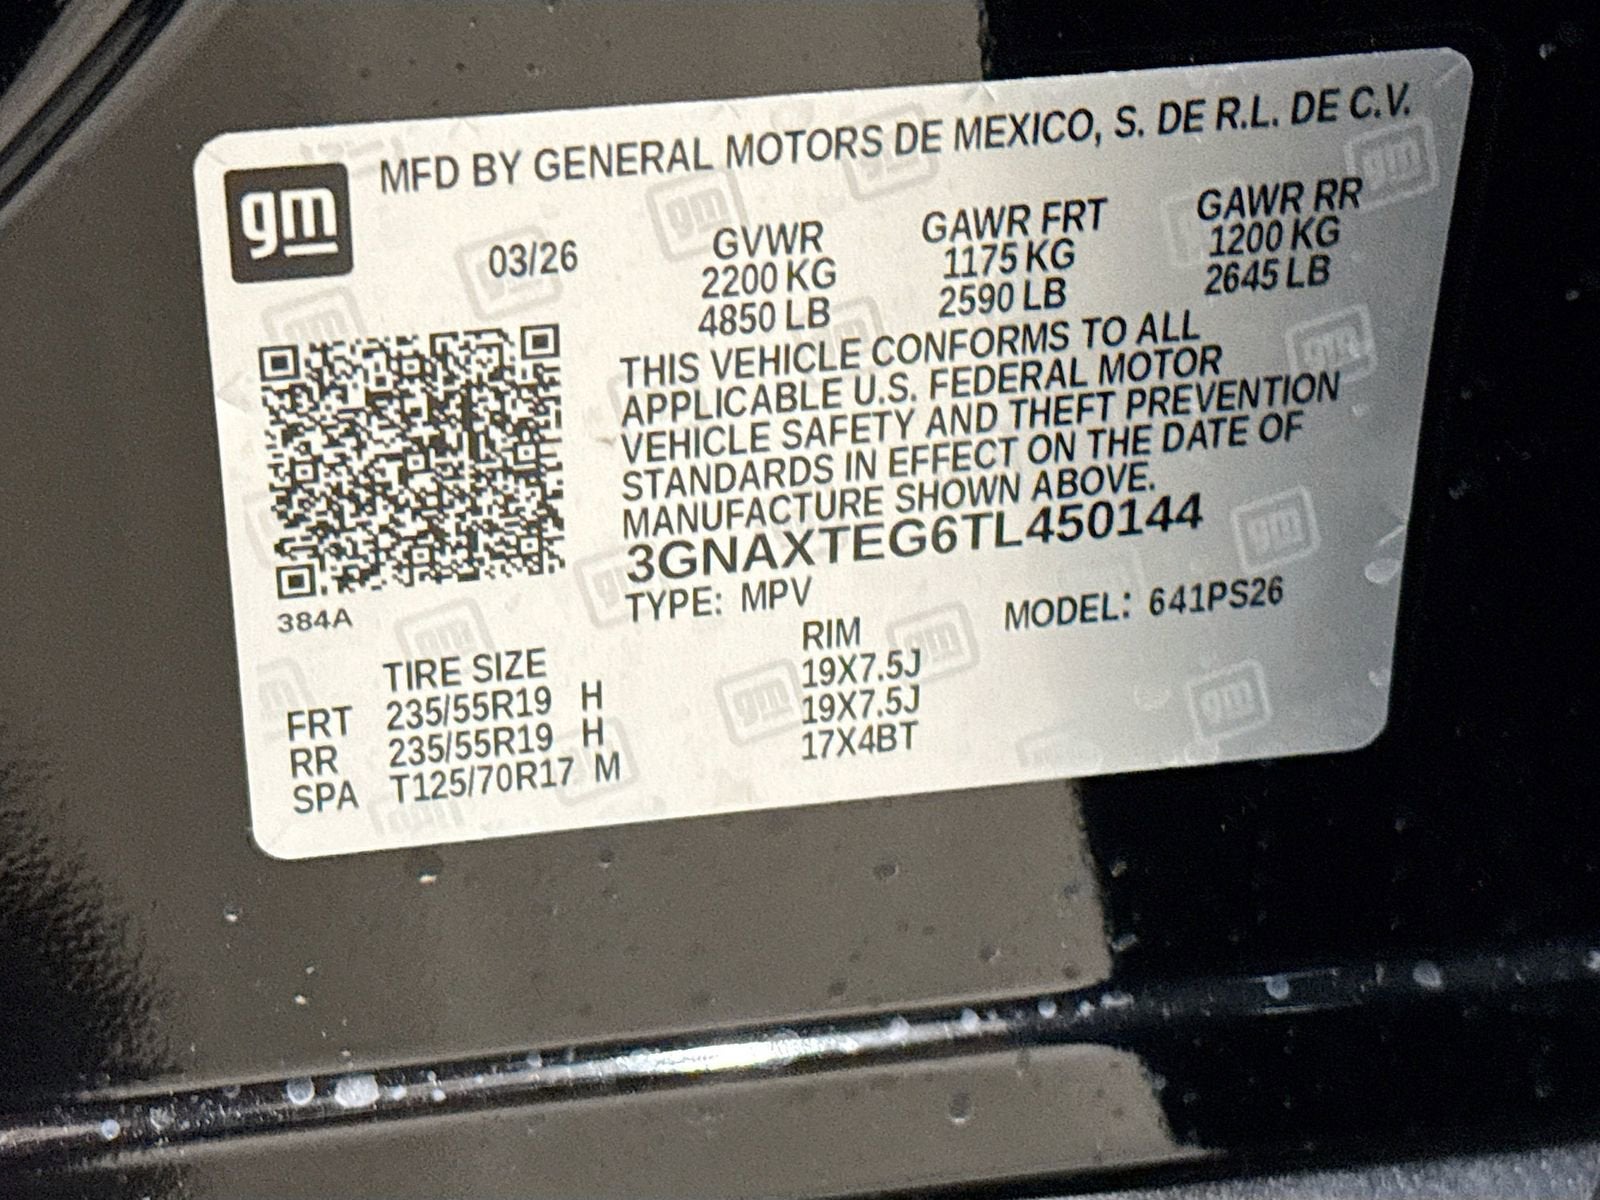 gm
MFD BY GENERAL MOTORS DE MEXICO, S. DE R.L. DE C.V.
03/26
GVWR GAWR FRT GAWR RR
2200 KG 1175 KG 1200 KG
4850 LB 2590 LB 2645 LB
THIS VEHICLE CONFORMS TO ALL
APPLICABLE U.S. FEDERAL MOTOR
VEHICLE SAFETY AND THEFT PREVENTION
STANDARDS IN EFFECT ON THE DATE OF
MANUFACTURE SHOWN ABOVE.
3GNAXTEG6TL450144
TYPE: MPV MODEL: 641PS26
384A
TIRE SIZE RIM
FRT 235/55R19 H 19X7.5J
RR 235/55R19 H 19X7.5J
SPA T125/70R17 M 17X4BT